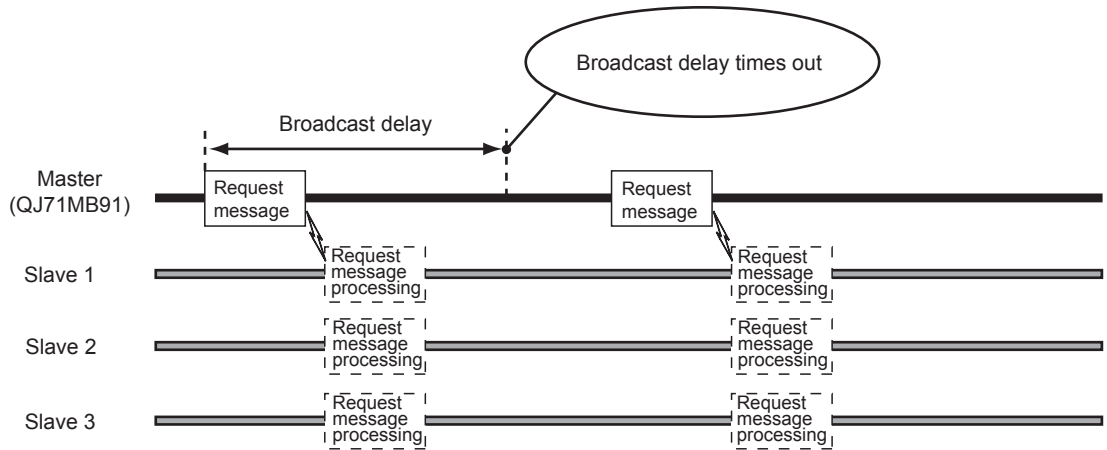 Broadcast delay times out
Broadcast delay
Master
(QJ71MB91)
Request
message
Request
message
Slave 1
Request
message
processing
Request
message
processing
Slave 2
Request
message
processing
Request
message
processing
Slave 3
Request
message
processing
Request
message
processing